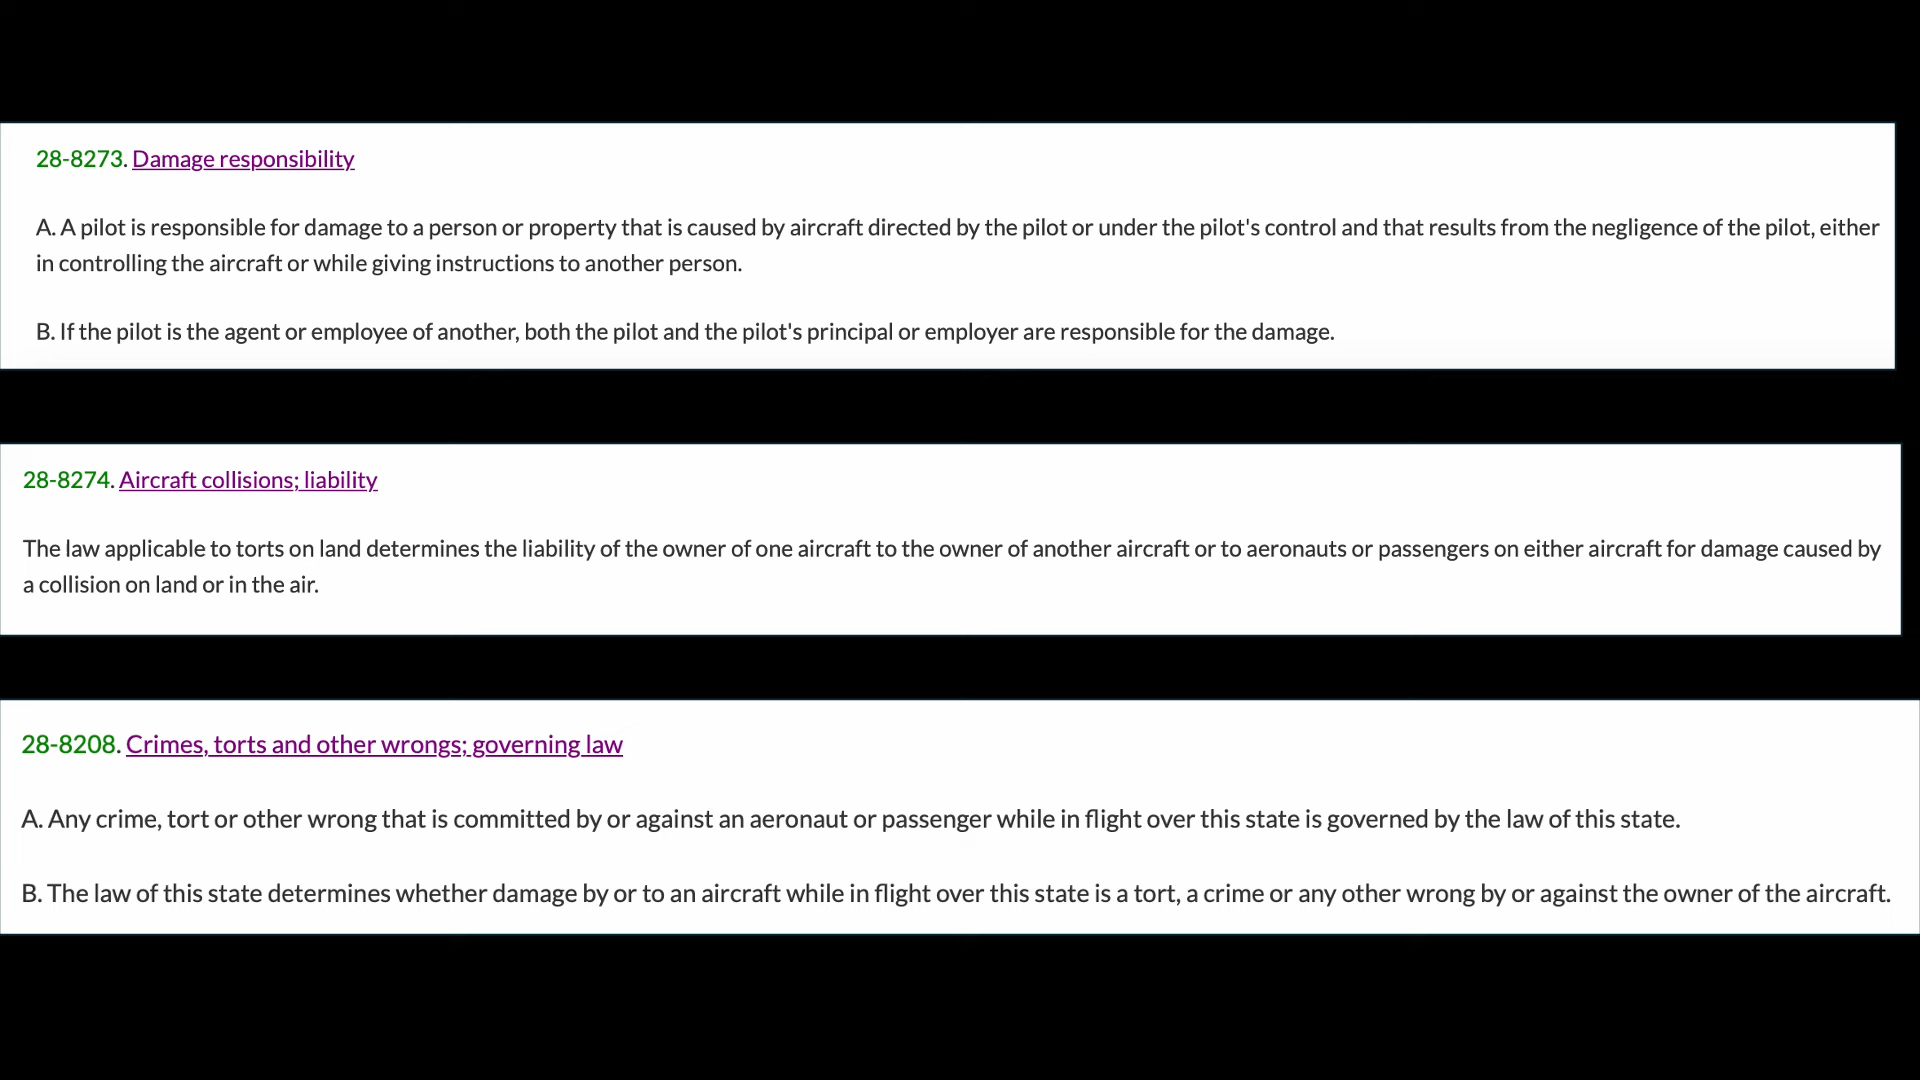 28-8273. Damage responsibility
A. A pilot is responsible for damage to a person or property that is caused by aircraft directed by the pilot or under the pilot's control and that results from the negligence of the pilot, either
in controlling the aircraft or while giving instructions to another person.
B. If the pilot is the agent or employee of another, both the pilot and the pilot's principal or employer are responsible for the damage.
28-8274. Aircraft collisions; liability
The law applicable to torts on land determines the liability of the owner of one aircraft to the owner of another aircraft or to aeronauts or passengers on either aircraft for damage caused by
a collision on land or in the air.
28-8208. Crimes, torts and other wrongs; governing law
A. Any crime, tort or other wrong that is committed by or against an aeronaut or passenger while in flight over this state is governed by the law of this state.
B. The law of this state determines whether damage by or to an aircraft while in flight over this state is a tort, a crime or any other wrong by or against the owner of the aircraft.